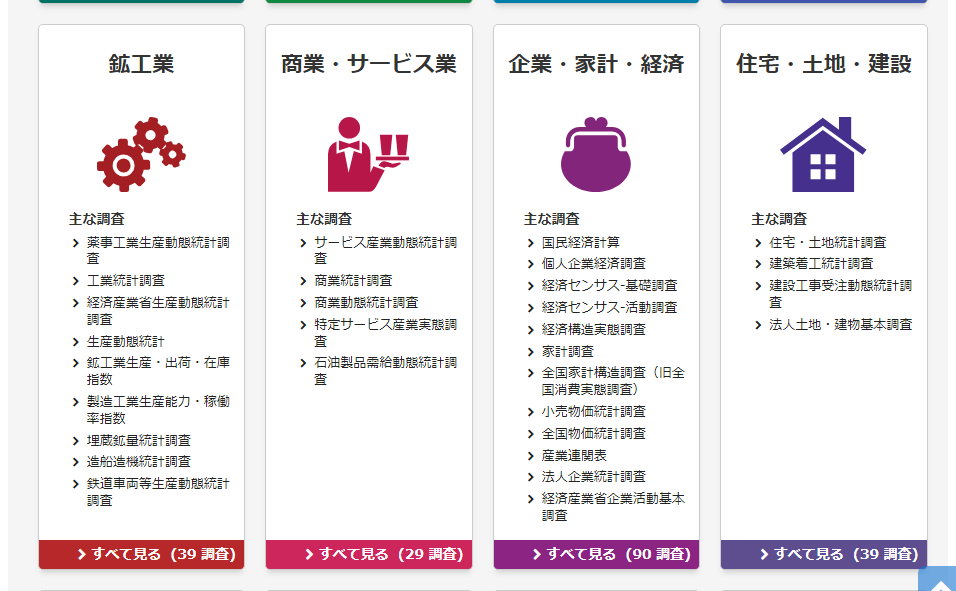 鉱工業
主な調査
薬事工業生産動態統計調
査
工業統計調査
経済産業省生産動態統計
調査
生産動態統計
鉱工業生産・出荷・在庫
指数
製造工業生産能力・稼働
率指数
埋蔵鉱量統計調査
造船造機統計調査
鉄道車両等生産動態統計
調査
すべて見る（39 調査）
商業・サービス業
主な調査
サービス産業動態統計調
査
商業統計調査
商業動態統計調査
特定サービス産業実態調
査
石油製品需給動態統計調
査
すべて見る（29 調査）
企業・家計・経済
主な調査
国民経済計算
個人企業経済調査
経済センサス‐基礎調査
経済センサス‐活動調査
経済構造実態調査
家計調査
全国家計構造調査（旧全
国消費実態調査）
小売物価統計調査
全国物価統計調査
産業連関表
法人企業統計調査
経済産業省企業活動基本
調査
すべて見る（90 調査）
住宅・土地・建設
主な調査
住宅・土地統計調査
建築着工統計調査
建設工事受注動態統計調
査
法人土地・建物基本調査
すべて見る（39 調査）